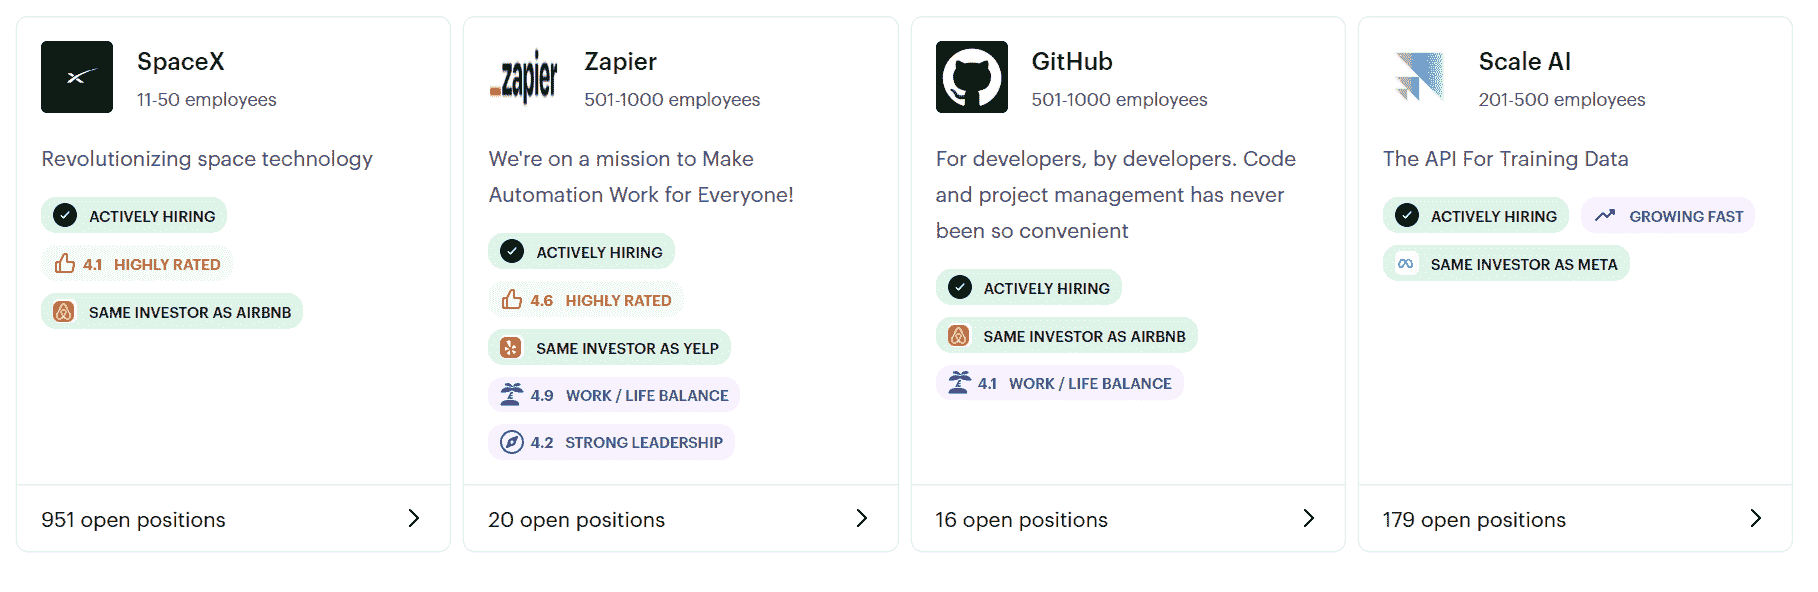 SpaceX
11-50 employees
Revolutionizing space technology
ACTIVELY HIRING
4.1 HIGHLY RATED
SAME INVESTOR AS AIRBNB
951 open positions
zapier
Zapier
501-1000 employees
We're on a mission to Make
Automation Work for Everyone!
ACTIVELY HIRING
4.6 HIGHLY RATED
SAME INVESTOR AS YELP
4.9 WORK / LIFE BALANCE
4.2 STRONG LEADERSHIP
20 open positions
GitHub
501-1000 employees
For developers, by developers. Code
and project management has never
been so convenient
ACTIVELY HIRING
SAME INVESTOR AS AIRBNB
4.1 WORK / LIFE BALANCE
16 open positions
Scale AI
201-500 employees
The API For Training Data
ACTIVELY HIRING
GROWING FAST
SAME INVESTOR AS META
179 open positions